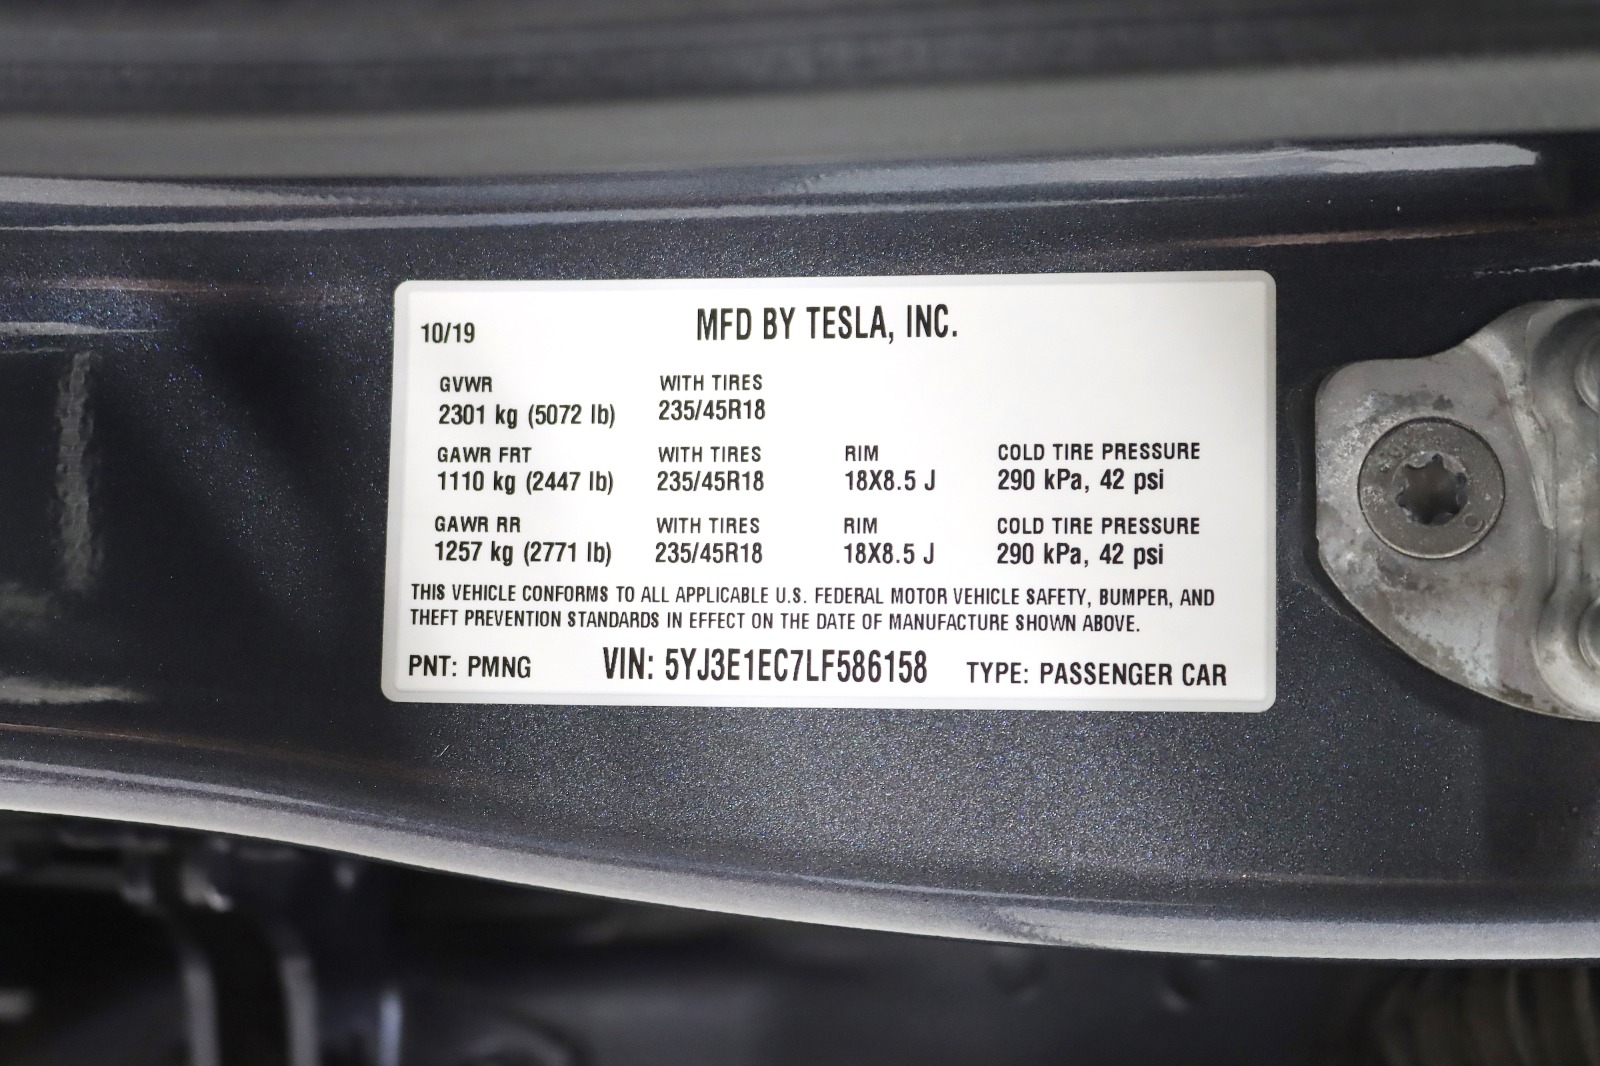 10/19 MFD BY TESLA, INC.
GVWR WITH TIRES
2301 kg (5072 lb) 235/45R18
GAWR FRT WITH TIRES RIM COLD TIRE PRESSURE
1110 kg (2447 lb) 235/45R18 18X8.5 J 290 kPa, 42 psi
GAWR RR WITH TIRES RIM COLD TIRE PRESSURE
1257 kg (2771 lb) 235/45R18 18X8.5 J 290 kPa, 42 psi
THIS VEHICLE CONFORMS TO ALL APPLICABLE U.S. FEDERAL MOTOR VEHICLE SAFETY, BUMPER, AND
THEFT PREVENTION STANDARDS IN EFFECT ON THE DATE OF MANUFACTURE SHOWN ABOVE.
PNT: PMNG VIN: 5YJ3E1EC7LF586158 TYPE: PASSENGER CAR